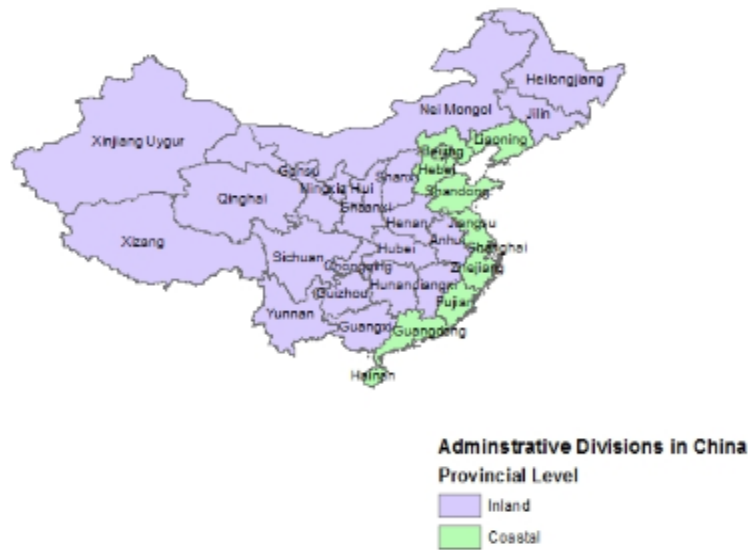 Heilongjiang
Nei Mongol
Jilin
Xinjiang Uygur
Liaoning
Beijing
Gansu
Hebei
Shanxi
Ningxia Hui
Qinghai
Shandong
Shaanxi
Jiangsu
Henan
Xizang
Anhui
Shanghai
Hubei
Sichuan
Chongqing
Zhejiang
Hunan
Jiangxi
Guizhou
Fujian
Yunnan
Guangxi
Guangdong
Hainan
Adminstrative Divisions in China
Provincial Level
Inland
Coastal